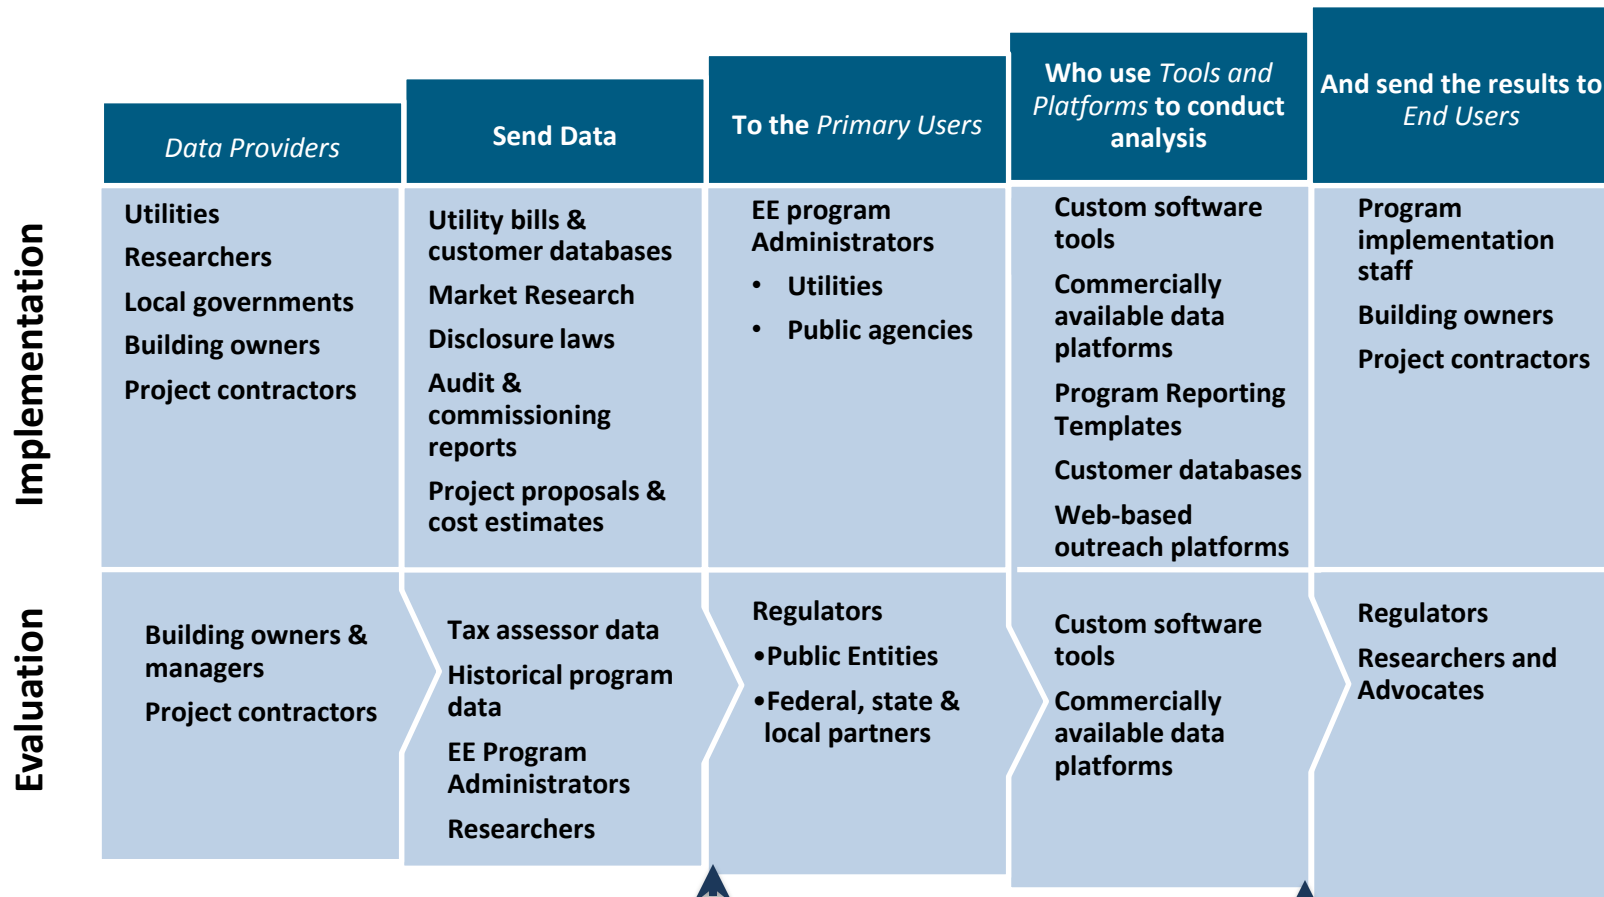 Data Providers
Send Data
To the Primary Users
Who use Tools and
Platforms to conduct
analysis
And send the results to
End Users
Implementation
Utilities
Researchers
Local governments
Building owners
Project contractors
Utility bills &
customer databases
Market Research
Disclosure laws
Audit &
commissioning
reports
Project proposals &
cost estimates
EE program
Administrators
• Utilities
• Public agencies
Custom software
tools
Commercially
available data
platforms
Program Reporting
Templates
Customer databases
Web-based
outreach platforms
Program
implementation
staff
Building owners
Project contractors
Evaluation
Building owners &
managers
Project contractors
Tax assessor data
Historical program
data
EE Program
Administrators
Researchers
Regulators
•Public Entities
•Federal, state &
local partners
Custom software
tools
Commercially
available data
platforms
Regulators
Researchers and
Advocates